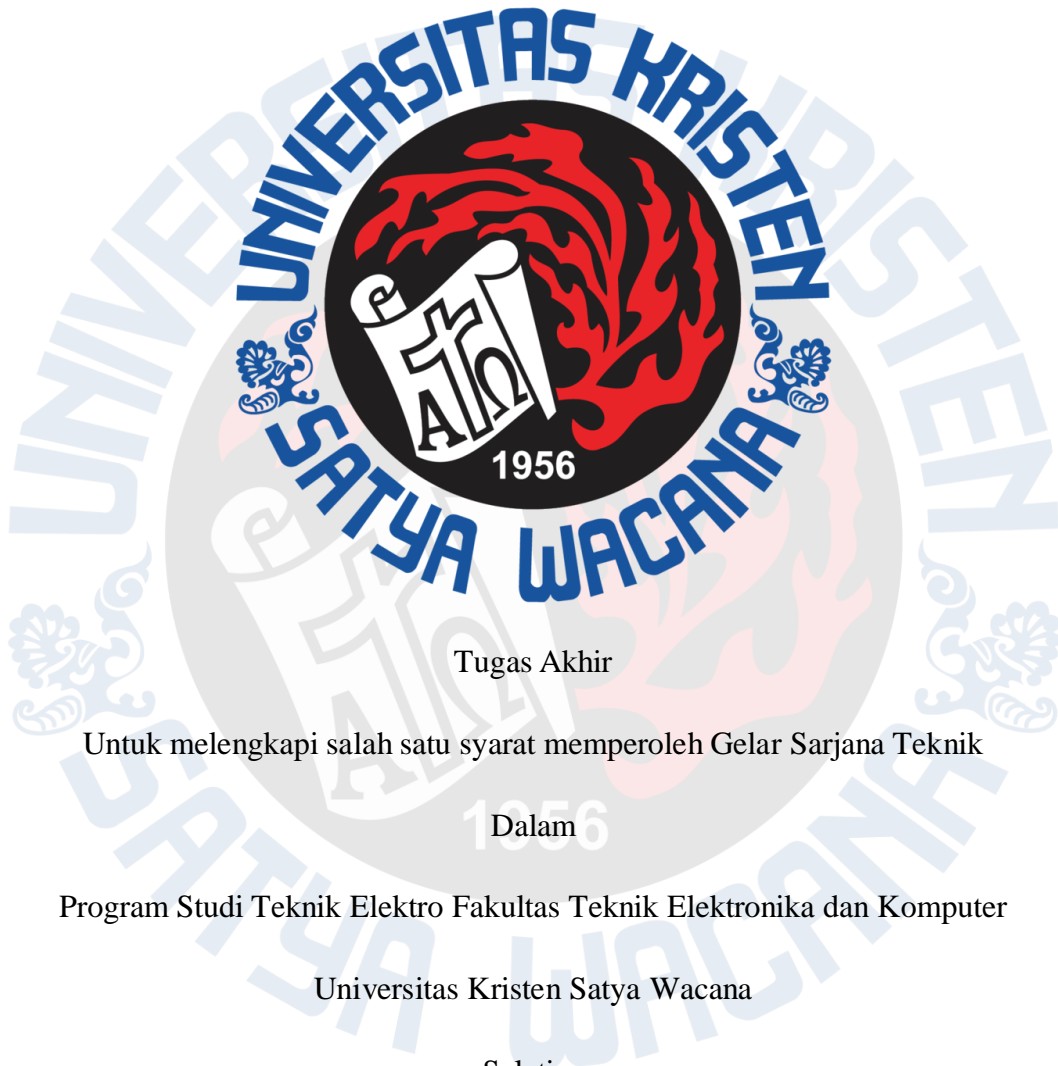 UNIVERSITAS KRISTEN
SATYA WACANA
ΑΩ
1956
Tugas Akhir
Untuk melengkapi salah satu syarat memperoleh Gelar Sarjana Teknik
Dalam
Program Studi Teknik Elektro Fakultas Teknik Elektronika dan Komputer
Universitas Kristen Satya Wacana